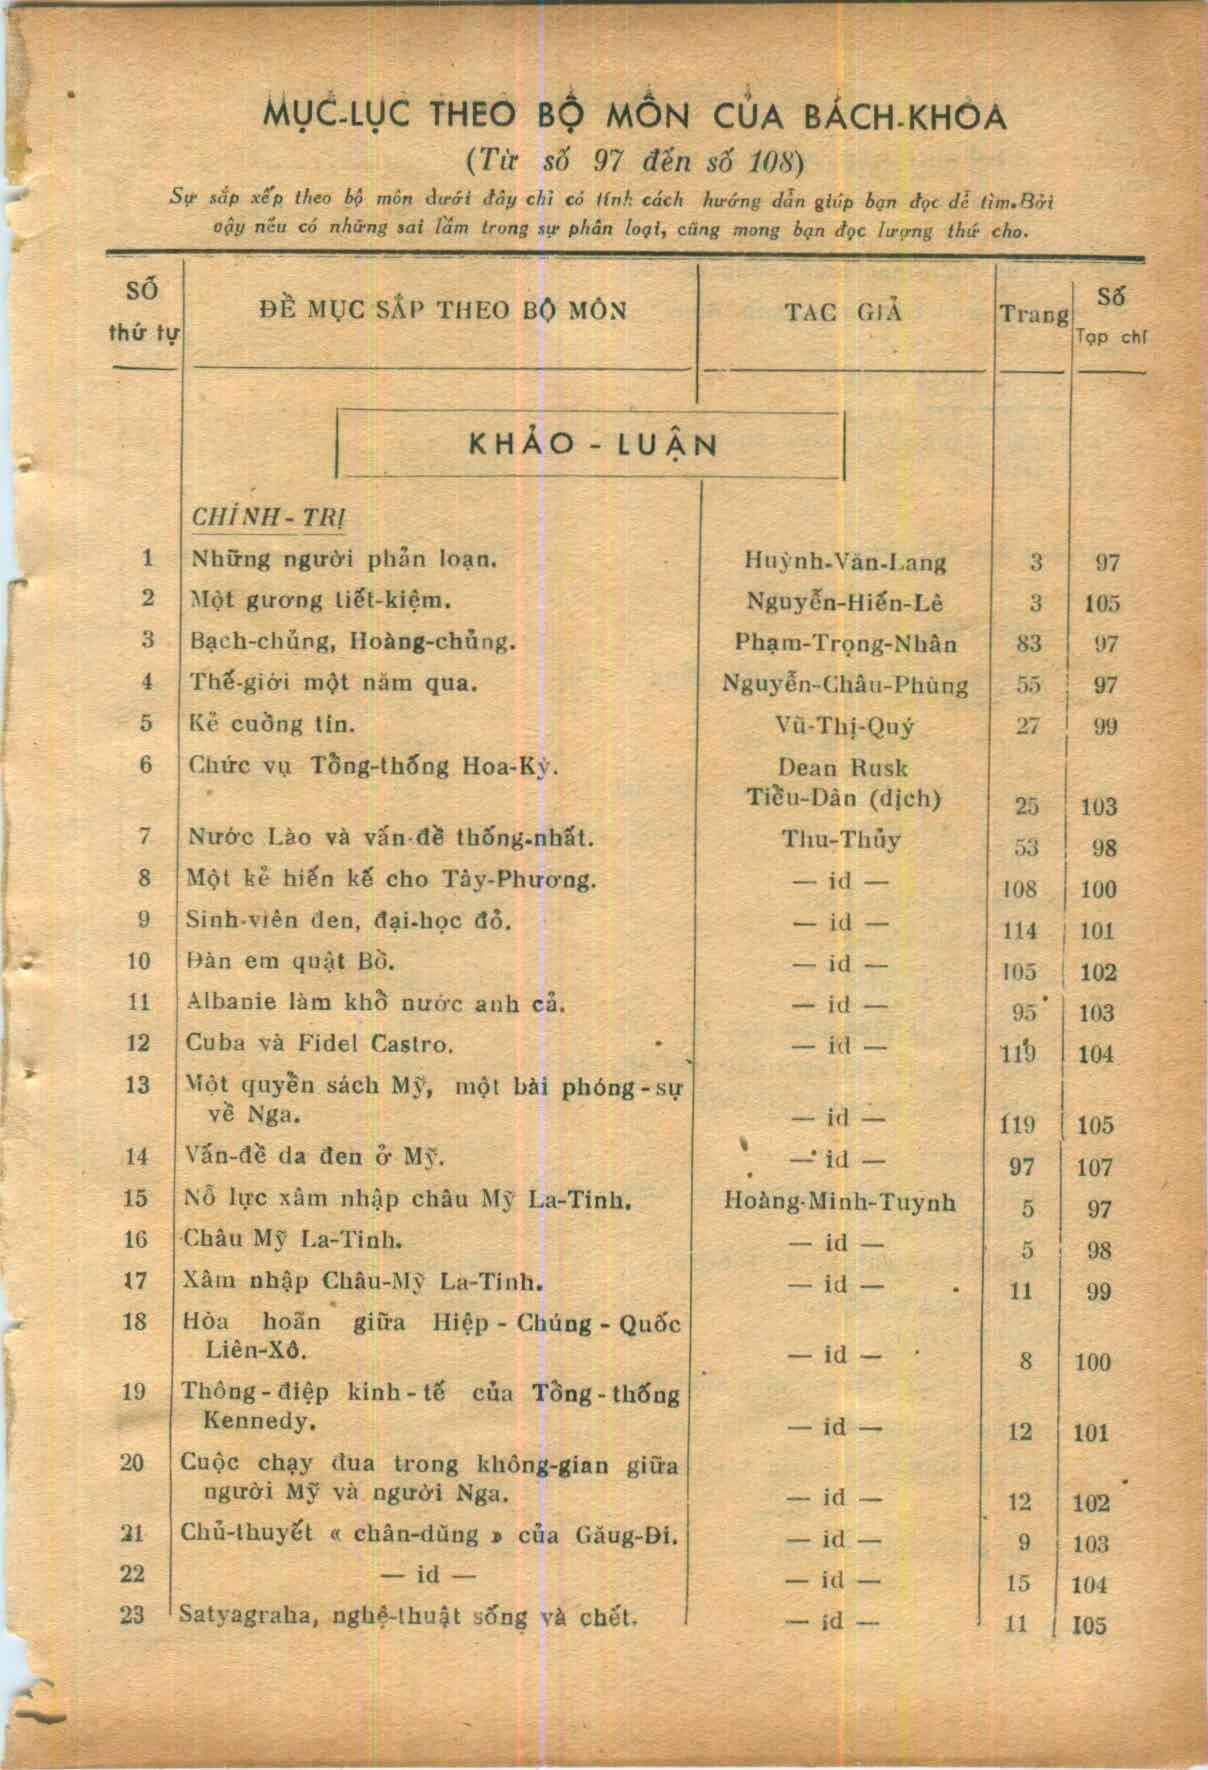 MỤC-LỤC THEO BỘ MÔN CỦA BÁCH-KHOA
(Từ số 97 đến số 108)
Sự sắp xếp theo bộ môn dưới đây chỉ có tính cách hướng dẫn giúp bạn đọc dễ tìm. Bởi
vậy nếu có những sai lầm trong sự phân loại, cũng mong bạn đọc lượng thứ cho.
Số thứ tự ĐỀ MỤC SẮP THEO BỘ MÔN TÁC GIẢ Trang Số Tạp chí
KHẢO - LUẬN
CHÍNH - TRỊ
1 Những người phản loạn. Huỳnh-Văn-Lang 3 97
2 Một gương tiết-kiệm. Nguyễn-Hiến-Lê 3 105
3 Bạch-chủng, Hoàng-chủng. Phạm-Trọng-Nhân 83 97
4 Thế-giới một năm qua. Nguyễn-Châu-Phùng 55 97
5 Kẻ cuồng tín. Vũ-Thị-Quý 27 99
6 Chức vụ Tổng-thống Hoa-Kỳ. Dean Rusk
Tiểu-Dân (dịch) 25 103
7 Nước Lào và vấn-đề thống-nhất. Thu-Thủy 53 98
8 Một kẻ hiến kế cho Tây-Phương. — id — 108 100
9 Sinh-viên đen, đại-học đỏ. — id — 114 101
10 Đàn em quật Bồ. — id — 105 102
11 Albanie làm khổ nước anh cả. — id — 95 103
12 Cuba và Fidel Castro. — id — 119 104
13 Một quyển sách Mỹ, một bài phóng - sự
về Nga. — id — 119 105
14 Vấn-đề da đen ở Mỹ. — id — 97 107
15 Nỗ lực xâm nhập châu Mỹ La-Tinh. Hoàng-Minh-Tuynh 5 97
16 Châu Mỹ La-Tinh. — id — 5 98
17 Xâm nhập Châu-Mỹ La-Tinh. — id — 11 99
18 Hòa hoãn giữa Hiệp - Chúng - Quốc
Liên-Xô. — id — 8 100
19 Thông - điệp kinh - tế của Tổng - thống
Kennedy. — id — 12 101
20 Cuộc chạy đua trong không-gian giữa
người Mỹ và người Nga. — id — 12 102
21 Chủ-thuyết « chân-dũng » của Găng-Đi. — id — 9 103
22 — id — — id — 15 104
23 Satyagraha, nghệ-thuật sống và chết. — id — 11 105